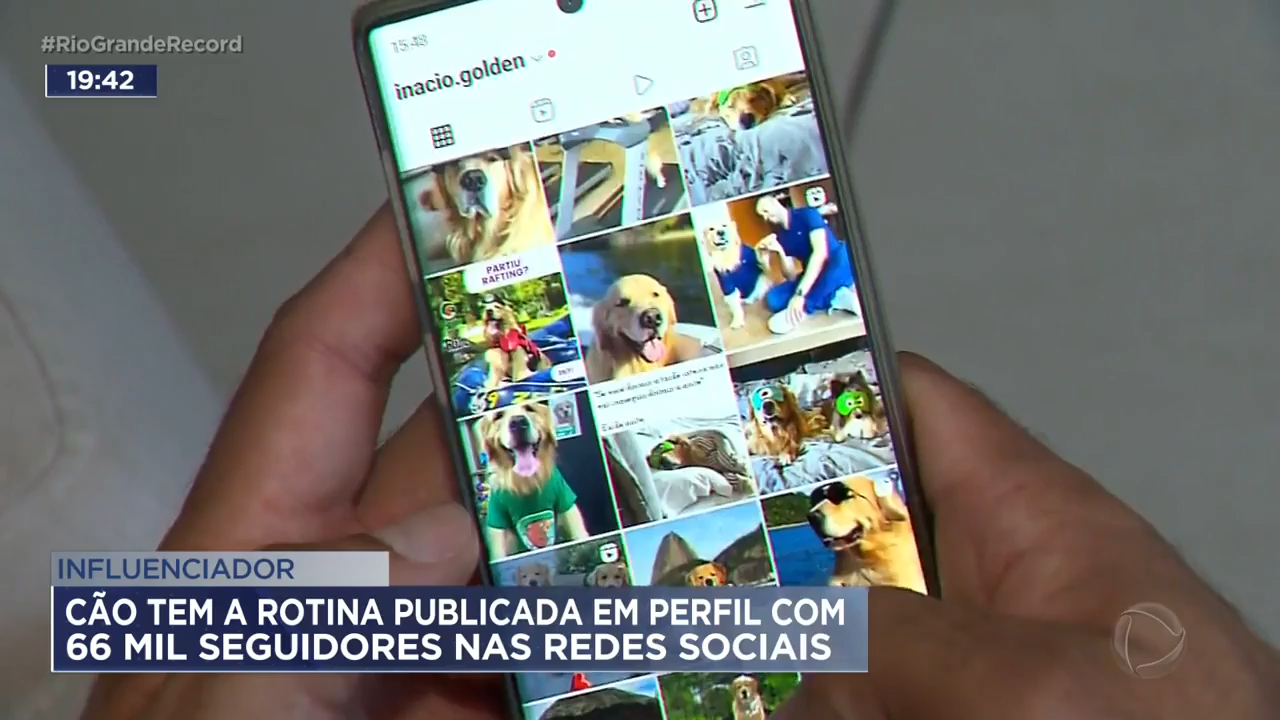 #RioGrandeRecord
19:42
15:48
inacio.golden
PARTIU
RAFTING?
INFLUENCIADOR
CÃO TEM A ROTINA PUBLICADA EM PERFIL COM
66 MIL SEGUIDORES NAS REDES SOCIAIS